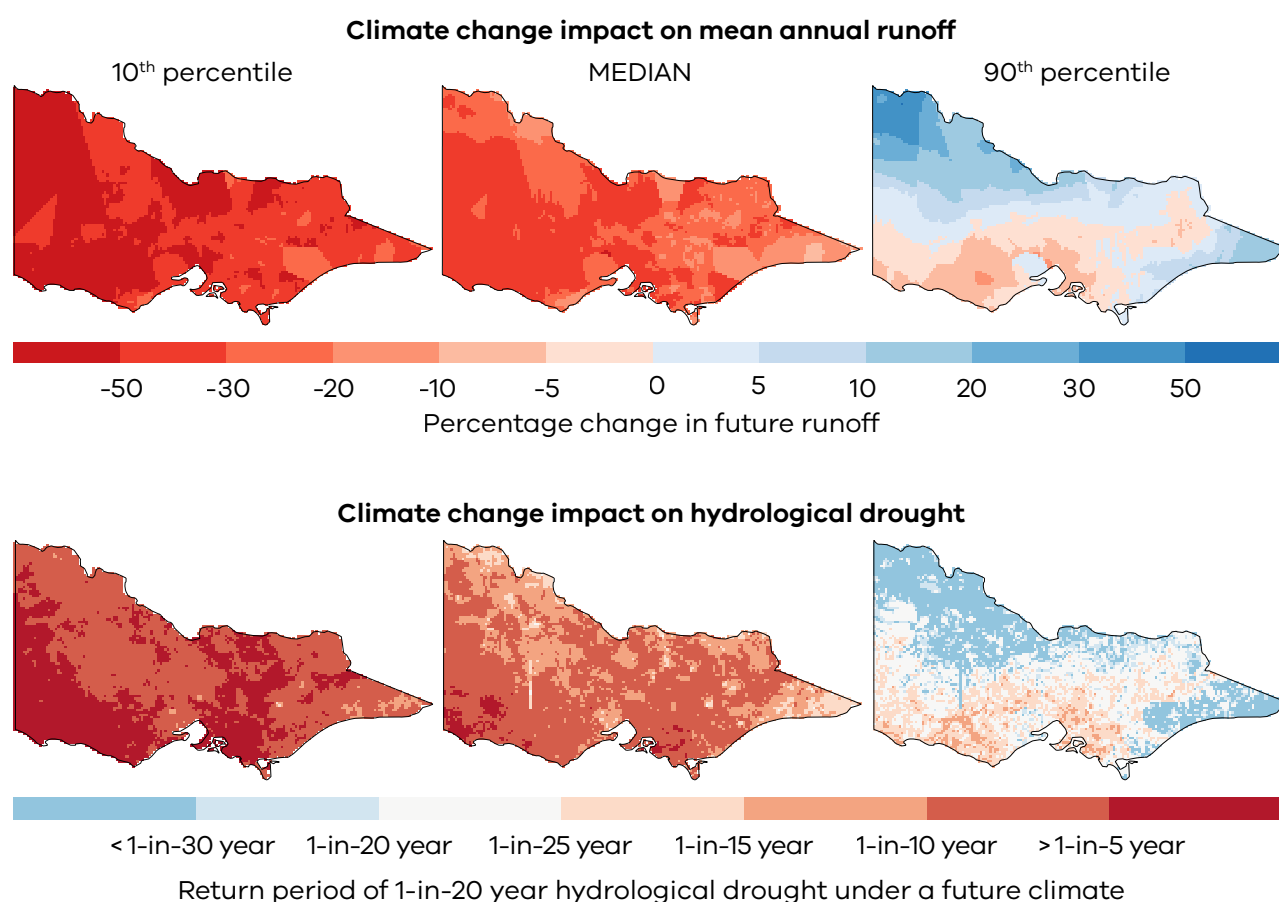 Climate change impact on mean annual runoff
10th percentile MEDIAN 90th percentile
-50 -30 -20 -10 -5 0 5 10 20 30 50
Percentage change in future runoff
Climate change impact on hydrological drought
<1-in-30 year 1-in-20 year 1-in-25 year 1-in-15 year 1-in-10 year >1-in-5 year
Return period of 1-in-20 year hydrological drought under a future climate